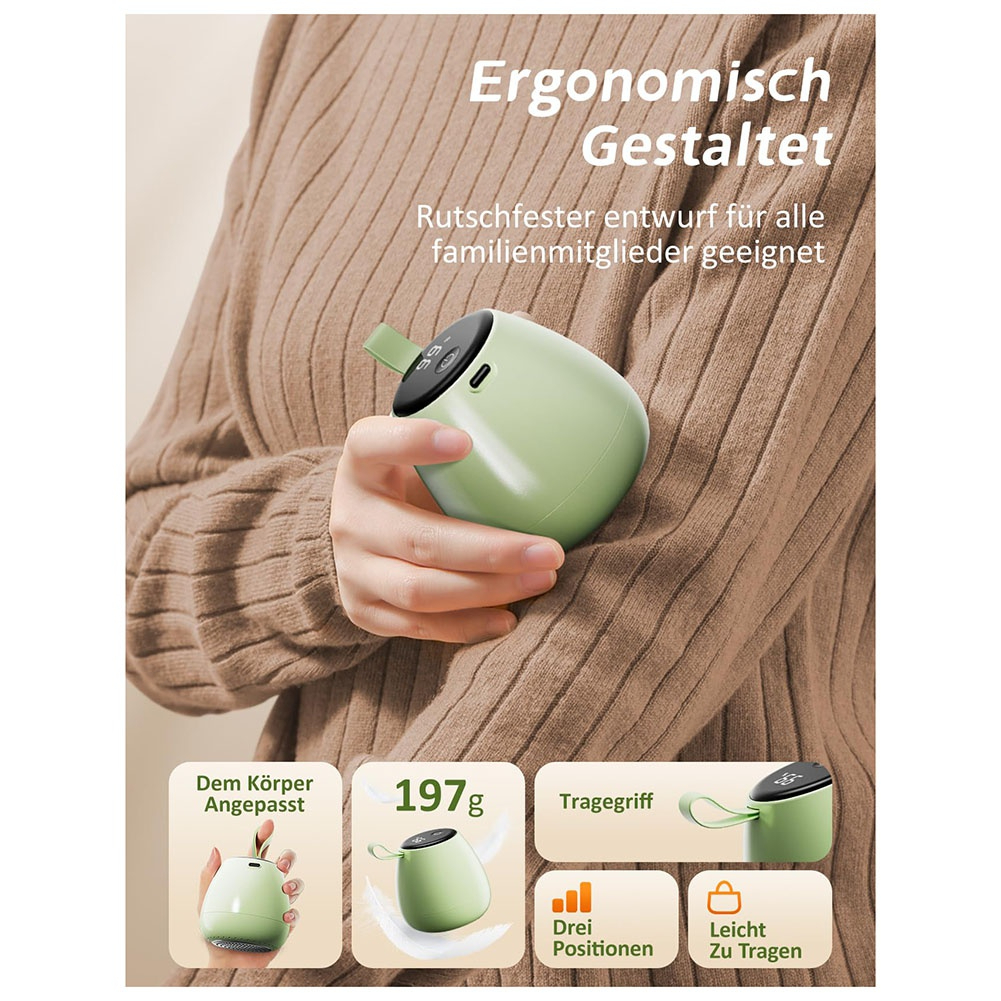 Ergonomisch
Gestaltet
Rutschfester entwurf für alle
familienmitglieder geeignet
Dem Körper
Angepasst
197g
Tragegriff
Drei
Positionen
Leicht
Zu Tragen